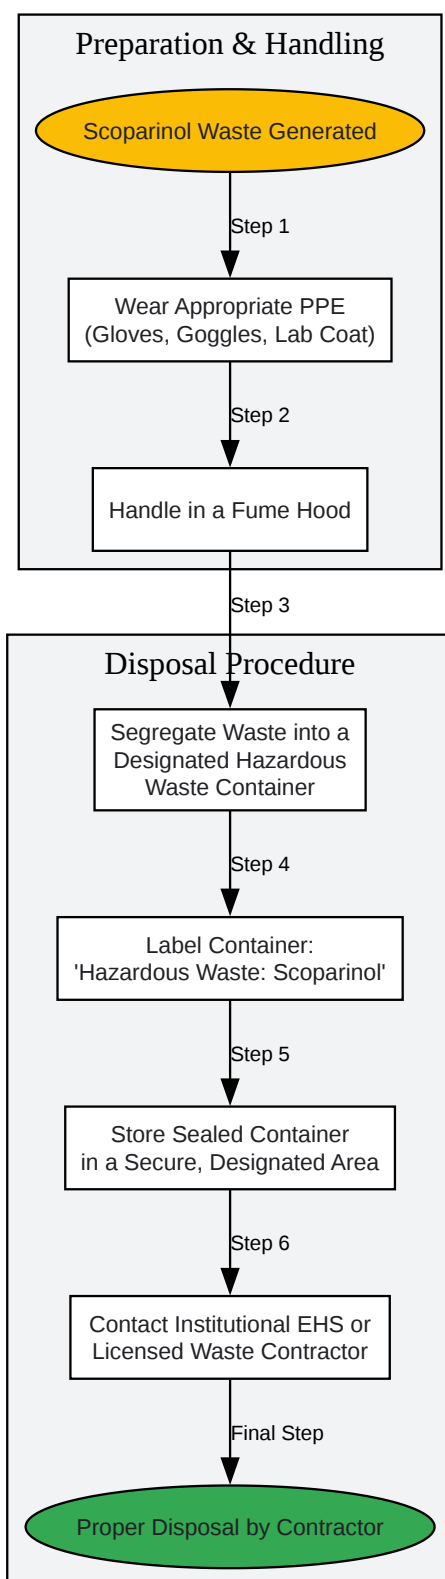 Preparation & Handling
Scoparinol Waste Generated
Step 1
Wear Appropriate PPE
(Gloves, Goggles, Lab Coat)
Step 2
Handle in a Fume Hood
Step 3
Disposal Procedure
Segregate Waste into a
Designated Hazardous
Waste Container
Step 4
Label Container:
'Hazardous Waste: Scoparinol'
Step 5
Store Sealed Container
in a Secure, Designated Area
Step 6
Contact Institutional EHS or
Licensed Waste Contractor
Final Step
Proper Disposal by Contractor